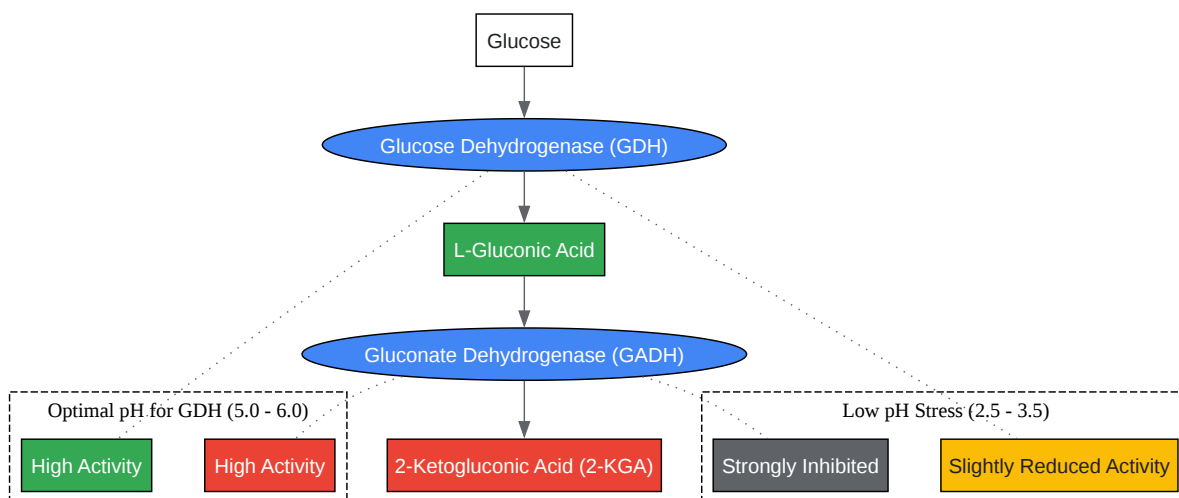 Glucose
Glucose Dehydrogenase (GDH)
L-Gluconic Acid
Gluconate Dehydrogenase (GADH)
Optimal pH for GDH (5.0 - 6.0)
Low pH Stress (2.5 - 3.5)
High Activity
High Activity
2-Ketogluconic Acid (2-KGA)
Strongly Inhibited
Slightly Reduced Activity